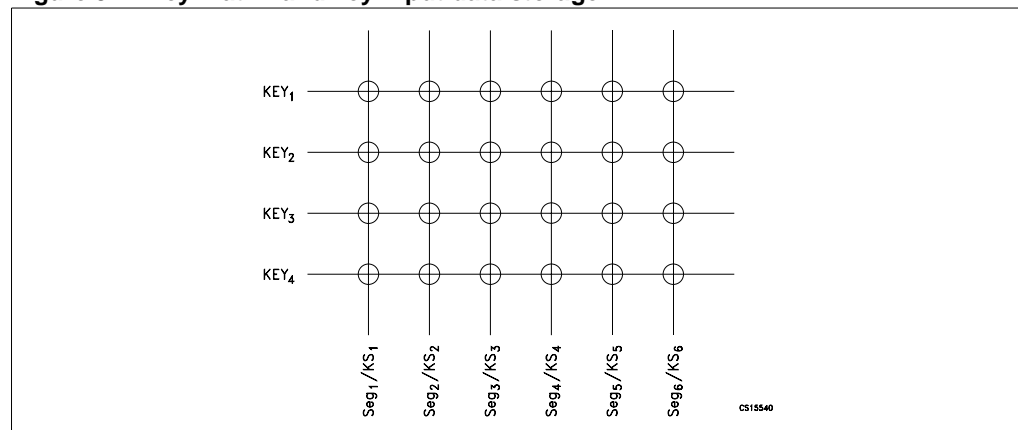 KEY₁
KEY₂
KEY₃
KEY₄
Seg₁/KS₁
Seg₂/KS₂
Seg₃/KS₃
Seg₄/KS₄
Seg₅/KS₅
Seg₆/KS₆
CS15540